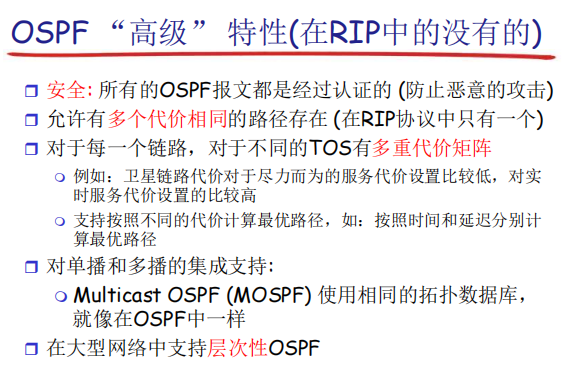 OSPF “高级” 特性(在RIP中的没有的)
安全: 所有的OSPF报文都是经过认证的 (防止恶意的攻击)
允许有多个代价相同的路径存在 (在RIP协议中只有一个)
对于每一个链路，对于不同的TOS有多重代价矩阵
例如：卫星链路代价对于尽力而为的服务代价设置比较低，对实
时服务代价设置的比较高
支持按照不同的代价计算最优路径，如：按照时间和延迟分别计
算最优路径
对单播和多播的集成支持:
Multicast OSPF (MOSPF) 使用相同的拓扑数据库，
就像在OSPF中一样
在大型网络中支持层次性OSPF